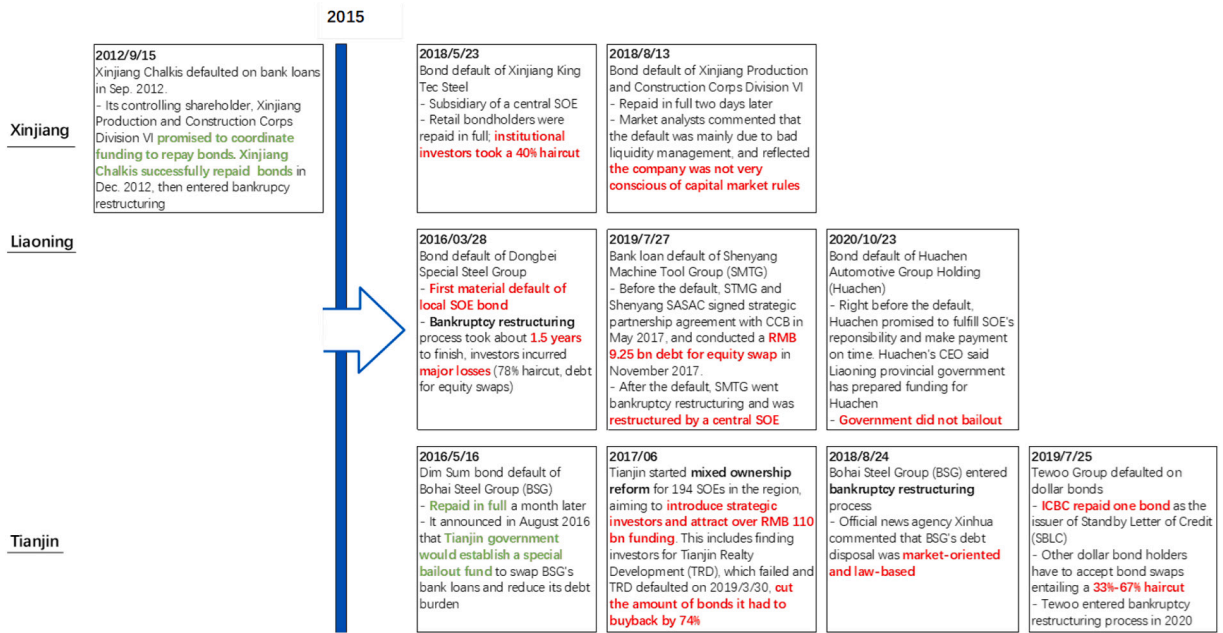 2015
Xinjiang
2012/9/15
Xinjiang Chalkis defaulted on bank loans
in Sep. 2012.
- Its controlling shareholder, Xinjiang
Production and Construction Corps
Division VI promised to coordinate
funding to repay bonds. Xinjiang
Chalkis successfully repaid bonds in
Dec. 2012, then entered bankrupcy
restructuring
2018/5/23
Bond default of Xinjiang King
Tec Steel
- Subsidiary of a central SOE
- Retail bondholders were
repaid in full; institutional
investors took a 40% haircut
2018/8/13
Bond default of Xinjiang Production
and Construction Corps Division VI
- Repaid in full two days later
- Market analysts commented that
the default was mainly due to bad
liquidity management, and reflected
the company was not very
conscious of capital market rules
Liaoning
2016/03/28
Bond default of Dongbei
Special Steel Group
- First material default of
local SOE bond
- Bankruptcy restructuring
process took about 1.5 years
to finish, investors incurred
major losses (78% haircut, debt
for equity swaps)
2019/7/27
Bank loan default of Shenyang
Machine Tool Group (SMTG)
- Before the default, STMG and
Shenyang SASAC signed strategic
partnership agreement with CCB in
May 2017, and conducted a RMB
9.25 bn debt for equity swap in
November 2017.
- After the default, SMTG went
bankruptcy restructuring and was
restructured by a central SOE
2020/10/23
Bond default of Huachen
Automotive Group Holding
(Huachen)
- Right before the default,
Huachen promised to fulfill SOE's
reponsibility and make payment
on time. Huachen's CEO said
Liaoning provincial government
has prepared funding for
Huachen
- Government did not bailout
Tianjin
2016/5/16
Dim Sum bond default of
Bohai Steel Group (BSG)
- Repaid in full a month later
- It announced in August 2016
that Tianjin government
would establish a special
bailout fund to swap BSG's
bank loans and reduce its debt
burden
2017/06
Tianjin started mixed ownership
reform for 194 SOEs in the region,
aiming to introduce strategic
investors and attract over RMB 110
bn funding. This includes finding
investors for Tianjin Realty
Development (TRD), which failed and
TRD defaulted on 2019/3/30, cut
the amount of bonds it had to
buyback by 74%
2018/8/24
Bohai Steel Group (BSG) entered
bankruptcy restructuring
process
- Official news agency Xinhua
commented that BSG's debt
disposal was market-oriented
and law-based
2019/7/25
Tewoo Group defaulted on
dollar bonds
- ICBC repaid one bond as the
issuer of Standby Letter of Credit
(SBLC)
- Other dollar bond holders
have to accept bond swaps
entailing a 33%-67% haircut
- Tewoo entered bankruptcy
restructuring process in 2020